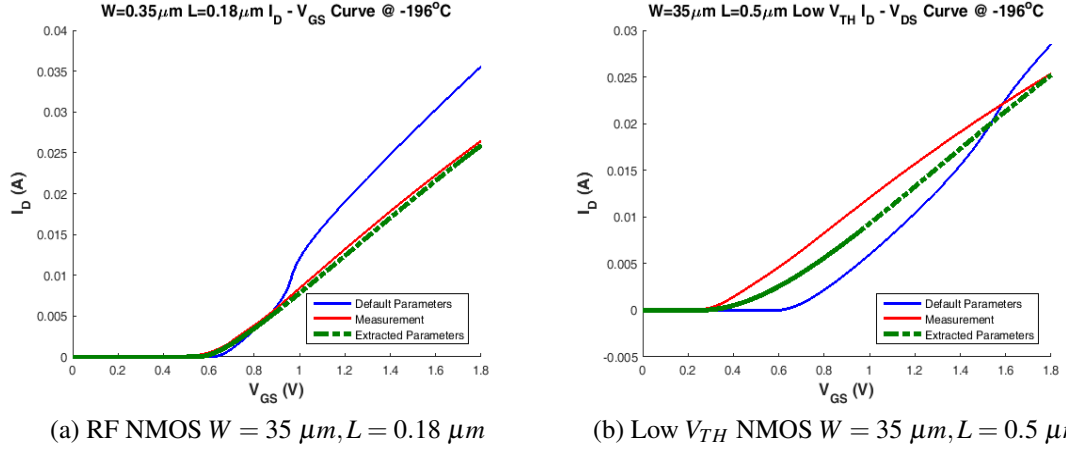 W=0.35μm L=0.18μm I_D - V_GS Curve @ -196°C
I_D (A)
0.04
0.035
0.03
0.025
0.02
0.015
0.01
0.005
0
0 0.2 0.4 0.6 0.8 1 1.2 1.4 1.6 1.8
V_GS (V)
Default Parameters
Measurement
Extracted Parameters
(a) RF NMOS W = 35 μm, L = 0.18 μm
W=35μm L=0.5μm Low V_TH I_D - V_DS Curve @ -196°C
I_D (A)
0.03
0.025
0.02
0.015
0.01
0.005
0
-0.005
0 0.2 0.4 0.6 0.8 1 1.2 1.4 1.6 1.8
V_GS (V)
Default Parameters
Measurement
Extracted Parameters
(b) Low V_TH NMOS W = 35 μm, L = 0.5 μ